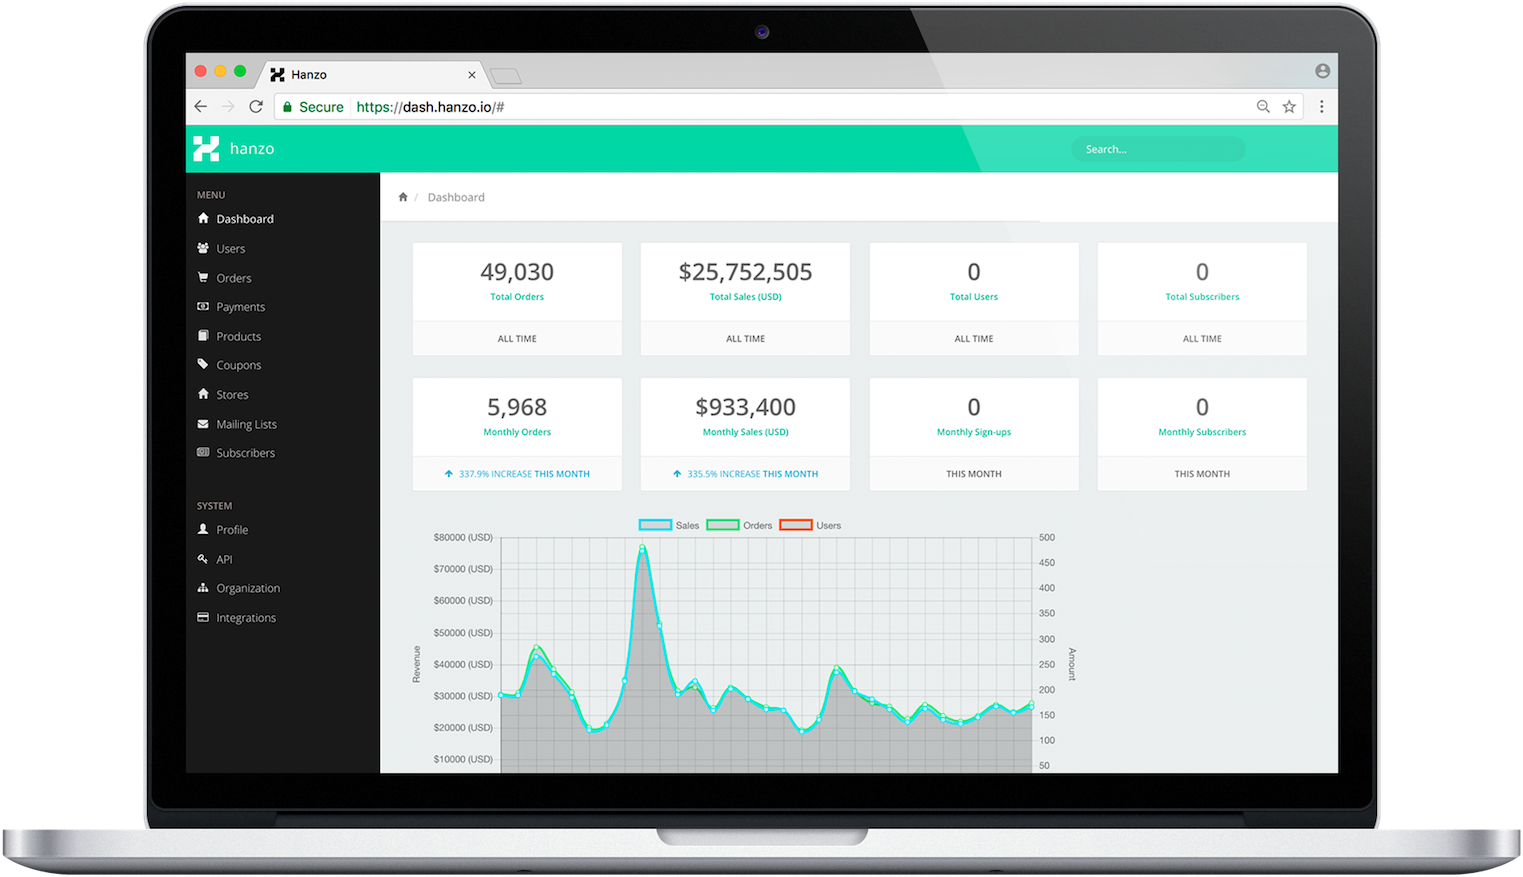 Hanzo
Secure https://dash.hanzo.io/#
hanzo
Search...
MENU
Dashboard
Users
Orders
Payments
Products
Coupons
Stores
Mailing Lists
Subscribers
SYSTEM
Profile
API
Organization
Integrations
/ Dashboard
49,030
Total Orders
ALL TIME
$25,752,505
Total Sales (USD)
ALL TIME
0
Total Users
ALL TIME
0
Total Subscribers
ALL TIME
5,968
Monthly Orders
337.9% INCREASE THIS MONTH
$933,400
Monthly Sales (USD)
335.5% INCREASE THIS MONTH
0
Monthly Sign-ups
THIS MONTH
0
Monthly Subscribers
THIS MONTH
Sales Orders Users
$80000 (USD)
$70000 (USD)
$60000 (USD)
$50000 (USD)
$40000 (USD)
$30000 (USD)
$20000 (USD)
$10000 (USD)
Revenue
500
450
400
350
300
250
200
150
100
50
Amount